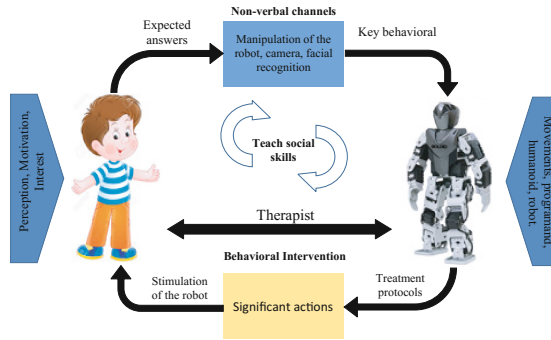 Non-verbal channels
Expected
answers
Manipulation of the
robot, camera, facial
recognition
Key behavioral
Perception, Motivation,
Interest
Teach social
skills
Movements, programmed,
humanoid, robot.
Therapist
Behavioral Intervention
Stimulation
of the robot
Significant actions
Treatment
protocols